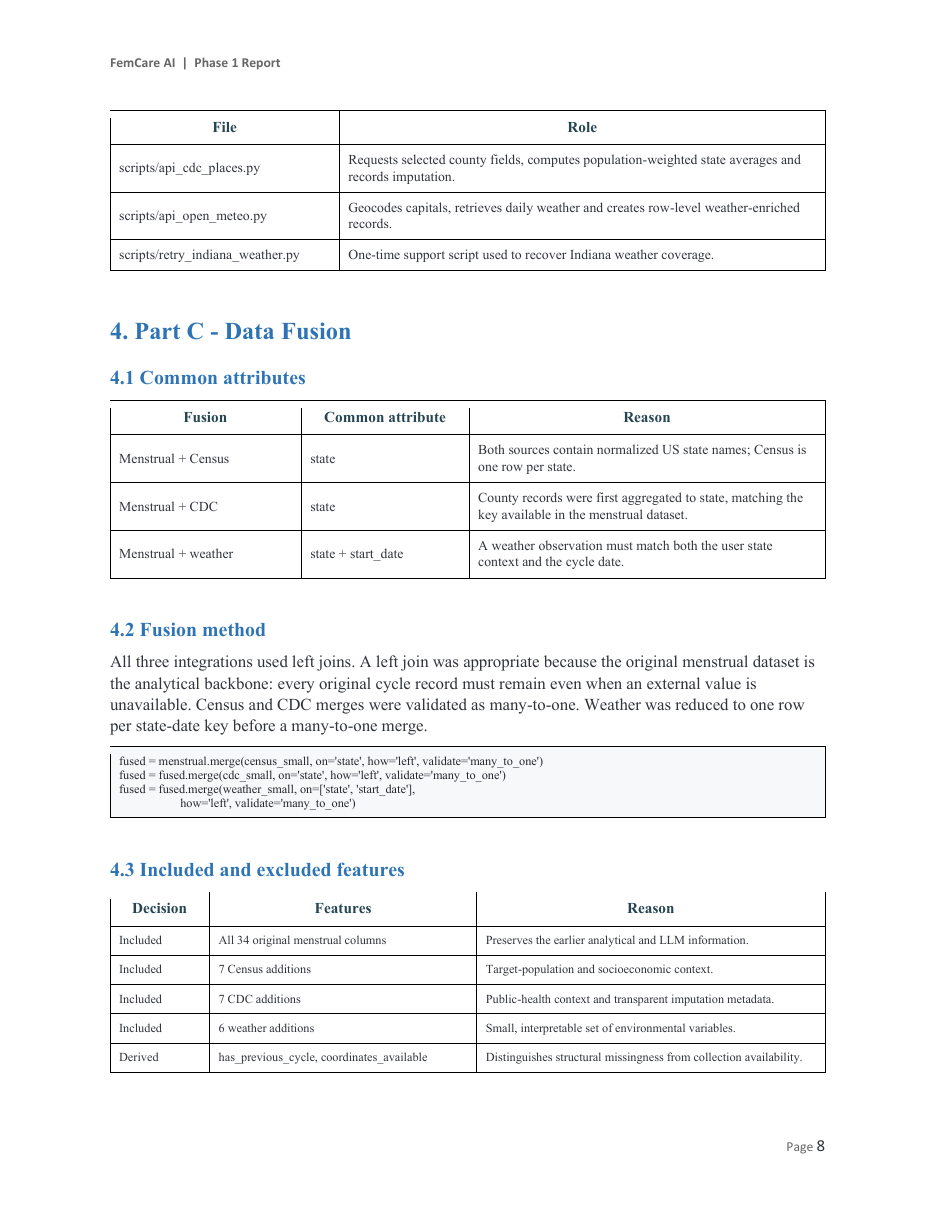 FemCare AI | Phase 1 Report
File
Role
scripts/api_cdc_places.py
Requests selected county fields, computes population-weighted state averages and
records imputation.
scripts/api_open_meteo.py
Geocodes capitals, retrieves daily weather and creates row-level weather-enriched
records.
scripts/retry_indiana_weather.py
One-time support script used to recover Indiana weather coverage.
4. Part C - Data Fusion
4.1 Common attributes
Fusion
Common attribute
Reason
Menstrual + Census
state
Both sources contain normalized US state names; Census is
one row per state.
Menstrual + CDC
state
County records were first aggregated to state, matching the
key available in the menstrual dataset.
Menstrual + weather
state + start_date
A weather observation must match both the user state
context and the cycle date.
4.2 Fusion method
All three integrations used left joins. A left join was appropriate because the original menstrual dataset is
the analytical backbone: every original cycle record must remain even when an external value is
unavailable. Census and CDC merges were validated as many-to-one. Weather was reduced to one row
per state-date key before a many-to-one merge.
fused = menstrual.merge(census_small, on='state', how='left', validate='many_to_one')
fused = fused.merge(cdc_small, on='state', how='left', validate='many_to_one')
fused = fused.merge(weather_small, on=['state', 'start_date'],
how='left', validate='many_to_one')
4.3 Included and excluded features
Decision
Features
Reason
Included
All 34 original menstrual columns
Preserves the earlier analytical and LLM information.
Included
7 Census additions
Target-population and socioeconomic context.
Included
7 CDC additions
Public-health context and transparent imputation metadata.
Included
6 weather additions
Small, interpretable set of environmental variables.
Derived
has_previous_cycle, coordinates_available
Distinguishes structural missingness from collection availability.
Page 8